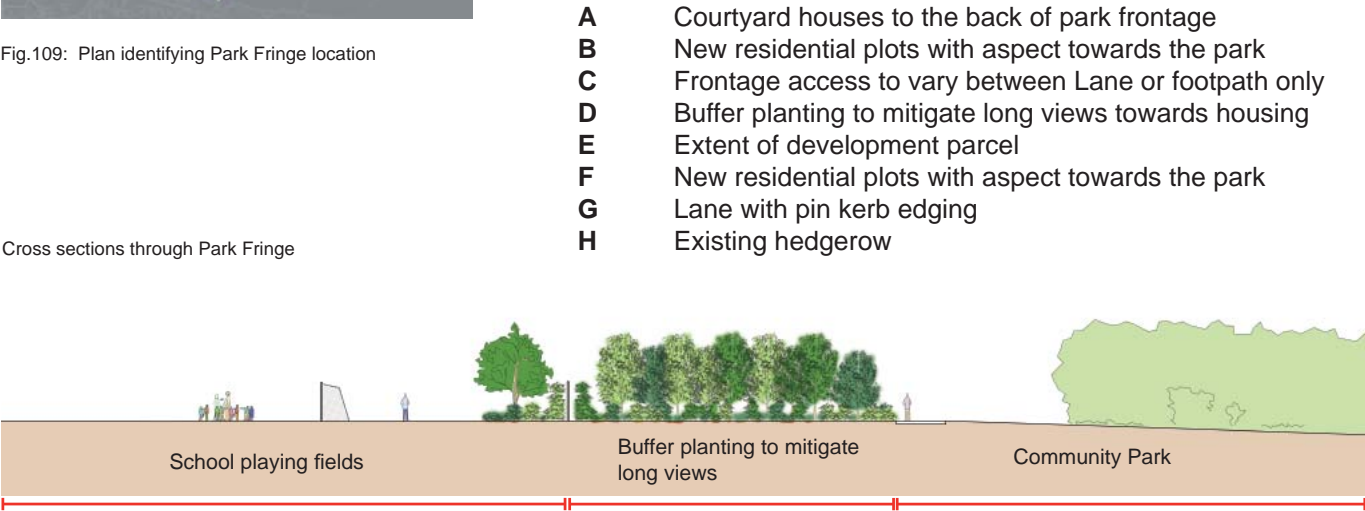 Fig.109: Plan identifying Park Fringe location
A Courtyard houses to the back of park frontage
B New residential plots with aspect towards the park
C Frontage access to vary between Lane or footpath only
D Buffer planting to mitigate long views towards housing
E Extent of development parcel
F New residential plots with aspect towards the park
G Lane with pin kerb edging
H Existing hedgerow
Cross sections through Park Fringe
School playing fields
Buffer planting to mitigate
long views
Community Park